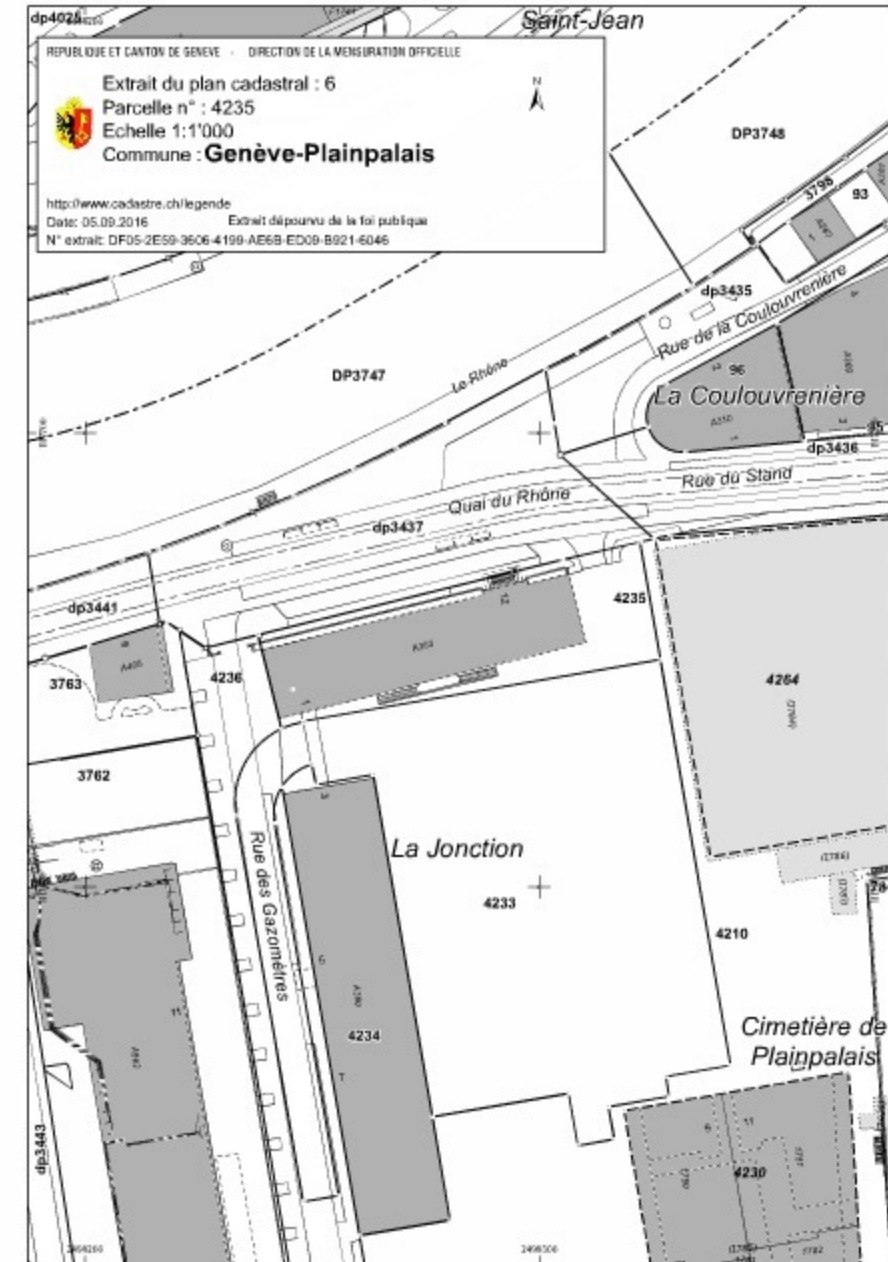 Saint-Jean
REPUBLIQUE ET CANTON DE GENEVE - DIRECTION DE LA MENSURATION OFFICIELLE
Extrait du plan cadastral : 6
Parcelle n° : 4235
Echelle 1:1'000
Commune : Genève-Plainpalais
http://www.cadastre.ch/legende
Date: 05.09.2016 Extrait dépourvu de la foi publique
N° extrait: DF05-2E59-3606-4199-AE6B-ED09-B921-6046
N
DP3748
3798
93
dp3435
Rue de la Coulouvrenière
Le Rhône
DP3747
96
La Coulouvrenière
dp3436
Rue du Stand
Quai du Rhône
dp3437
dp3441
4235
12
3763
4236
4264
3762
La Jonction
Rue des Gazomètres
4233
4210
11
4234
Cimetière de
Plainpalais
dp3443
11
4230